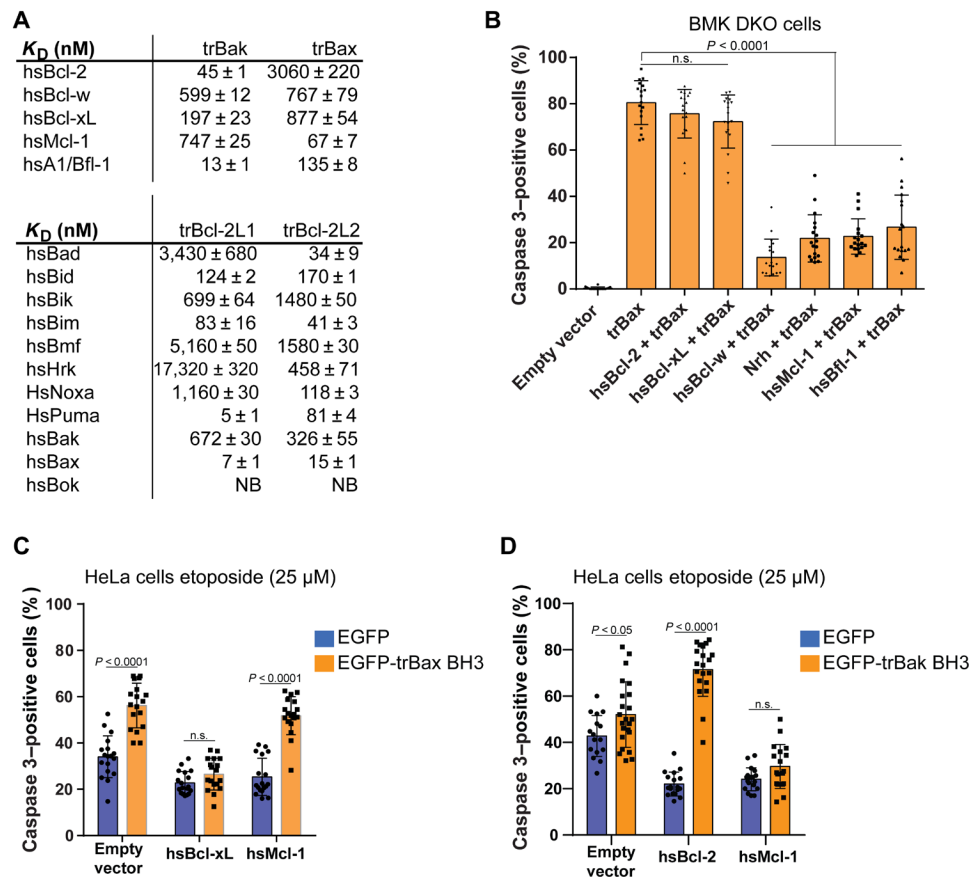 A
K_D (nM) trBak trBax
hsBcl-2 45 ± 1 3060 ± 220
hsBcl-w 599 ± 12 767 ± 79
hsBcl-xL 197 ± 23 877 ± 54
hsMcl-1 747 ± 25 67 ± 7
hsA1/Bfl-1 13 ± 1 135 ± 8
K_D (nM) trBcl-2L1 trBcl-2L2
hsBad 3,430 ± 680 34 ± 9
hsBid 124 ± 2 170 ± 1
hsBik 699 ± 64 1480 ± 50
hsBim 83 ± 16 41 ± 3
hsBmf 5,160 ± 50 1580 ± 30
hsHrk 17,320 ± 320 458 ± 71
HsNoxa 1,160 ± 30 118 ± 3
HsPuma 5 ± 1 81 ± 4
hsBak 672 ± 30 326 ± 55
hsBax 7 ± 1 15 ± 1
hsBok NB NB
B
BMK DKO cells
P < 0.0001
n.s.
Caspase 3–positive cells (%)
100
80
60
40
20
0
Empty vector
trBax
hsBcl-2 + trBax
hsBcl-xL + trBax
hsBcl-w + trBax
Nrh + trBax
hsMcl-1 + trBax
hsBfl-1 + trBax
C
HeLa cells etoposide (25 µM)
Caspase 3–positive cells (%)
100
80
60
40
20
0
P < 0.0001
n.s.
P < 0.0001
EGFP
EGFP-trBax BH3
Empty
vector
hsBcl-xL
hsMcl-1
D
HeLa cells etoposide (25 µM)
Caspase 3–positive cells (%)
100
80
60
40
20
0
P < 0.05
P < 0.0001
n.s.
EGFP
EGFP-trBak BH3
Empty
vector
hsBcl-2
hsMcl-1